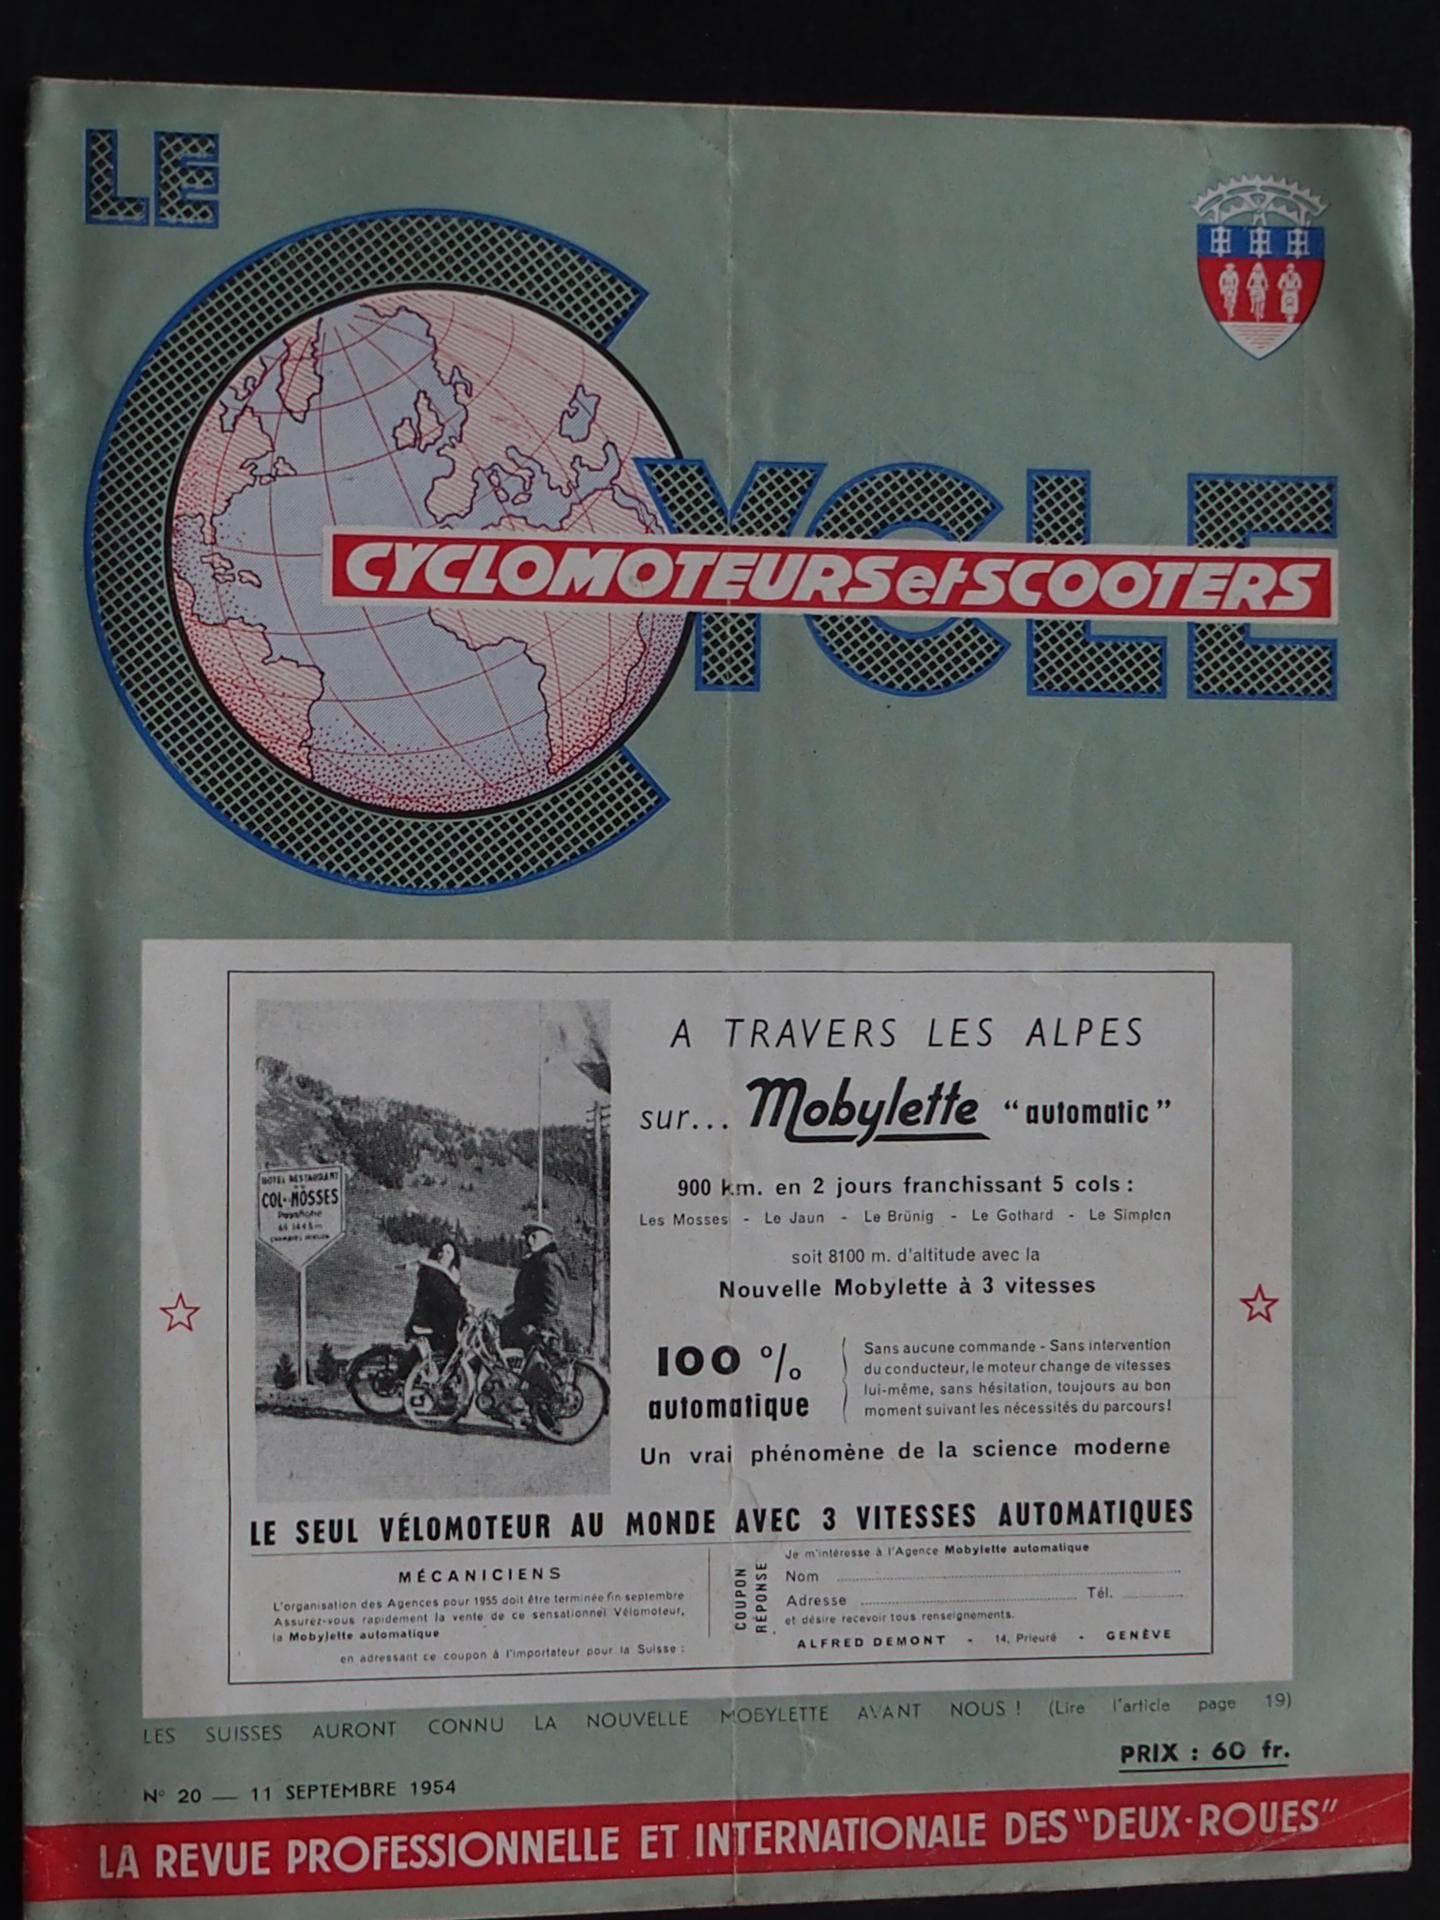 LE
CYCLE
CYCLOMOTEURS et SCOOTERS
A TRAVERS LES ALPES
sur... Mobylette "automatic"
900 km. en 2 jours franchissant 5 cols :
Les Mosses - Le Jaun - Le Brünig - Le Gothard - Le Simplon
soit 8100 m. d'altitude avec la
Nouvelle Mobylette à 3 vitesses
100 %
automatique
Sans aucune commande - Sans intervention
du conducteur, le moteur change de vitesses
lui-même, sans hésitation, toujours au bon
moment suivant les nécessités du parcours!
Un vrai phénomène de la science moderne
HOTEL RESTAURANT
COL MOSSES
LE SEUL VÉLOMOTEUR AU MONDE AVEC 3 VITESSES AUTOMATIQUES
MÉCANICIENS
L'organisation des Agences pour 1955 doit être terminée fin septembre
Assurez-vous rapidement la vente de ce sensationnel Vélomoteur,
la Mobylette automatique
en adressant ce coupon à l'importateur pour la Suisse :
COUPON
RÉPONSE
Je m'intéresse à l'Agence Mobylette automatique
Nom
Adresse Tél.
et désire recevoir tous renseignements.
ALFRED DEMONT - 14, Prieuré - GENÈVE
LES SUISSES AURONT CONNU LA NOUVELLE MOBYLETTE AVANT NOUS ! (Lire l'article page 19)
PRIX : 60 fr.
N° 20 — 11 SEPTEMBRE 1954
LA REVUE PROFESSIONNELLE ET INTERNATIONALE DES "DEUX-ROUES"